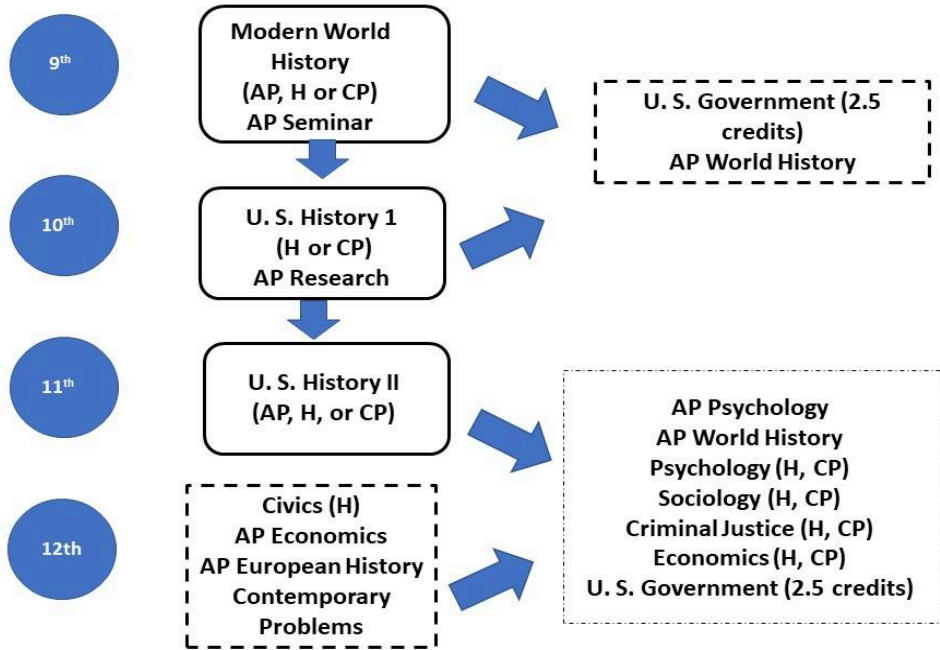 9th
Modern World
History
(AP, H or CP)
AP Seminar
U. S. Government (2.5
credits)
AP World History
10th
U. S. History 1
(H or CP)
AP Research
11th
U. S. History II
(AP, H, or CP)
AP Psychology
AP World History
Psychology (H, CP)
Sociology (H, CP)
Criminal Justice (H, CP)
Economics (H, CP)
U. S. Government (2.5 credits)
12th
Civics (H)
AP Economics
AP European History
Contemporary
Problems